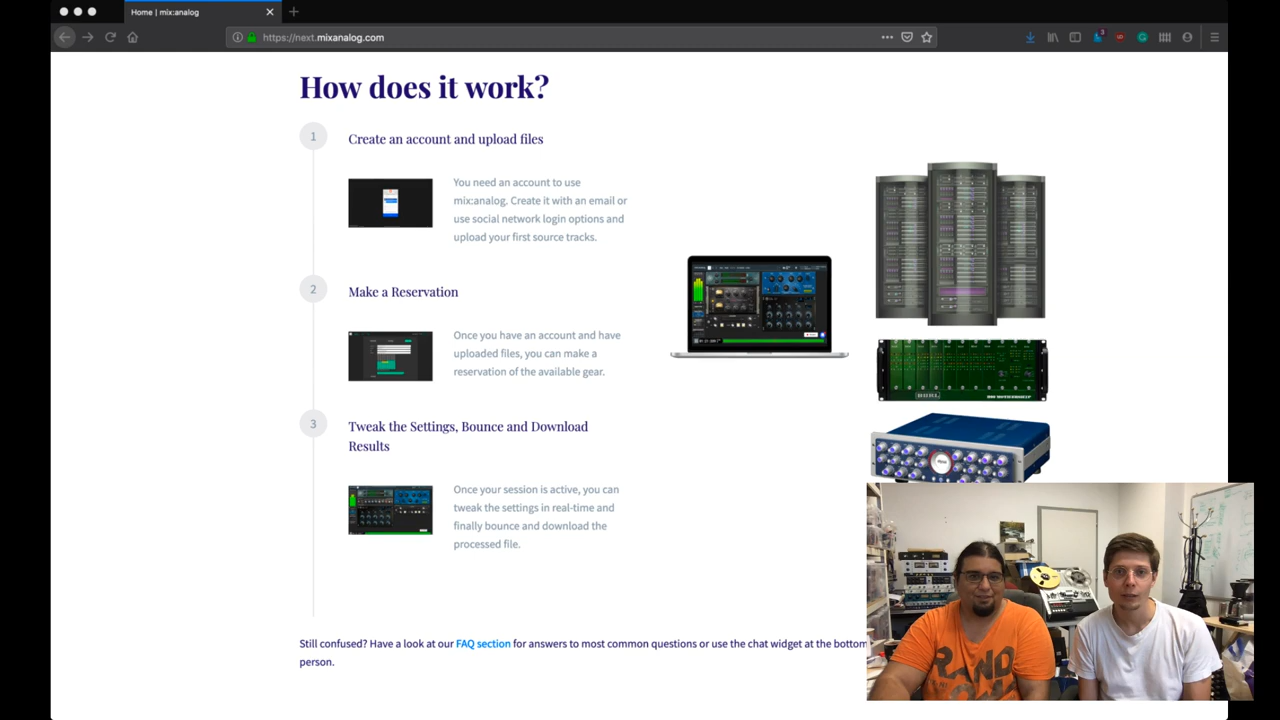 Home | mix:analog
https://next.mixanalog.com
3
How does it work?
1
Create an account and upload files
You need an account to use
mix:analog. Create it with an email or
use social network login options and
upload your first source tracks.
2
Make a Reservation
Once you have an account and have
uploaded files, you can make a
reservation of the available gear.
3
Tweak the Settings, Bounce and Download
Results
Once your session is active, you can
tweak the settings in real-time and
finally bounce and download the
processed file.
Still confused? Have a look at our FAQ section for answers to most common questions or use the chat widget at the bottom
person.
BURL
RAND